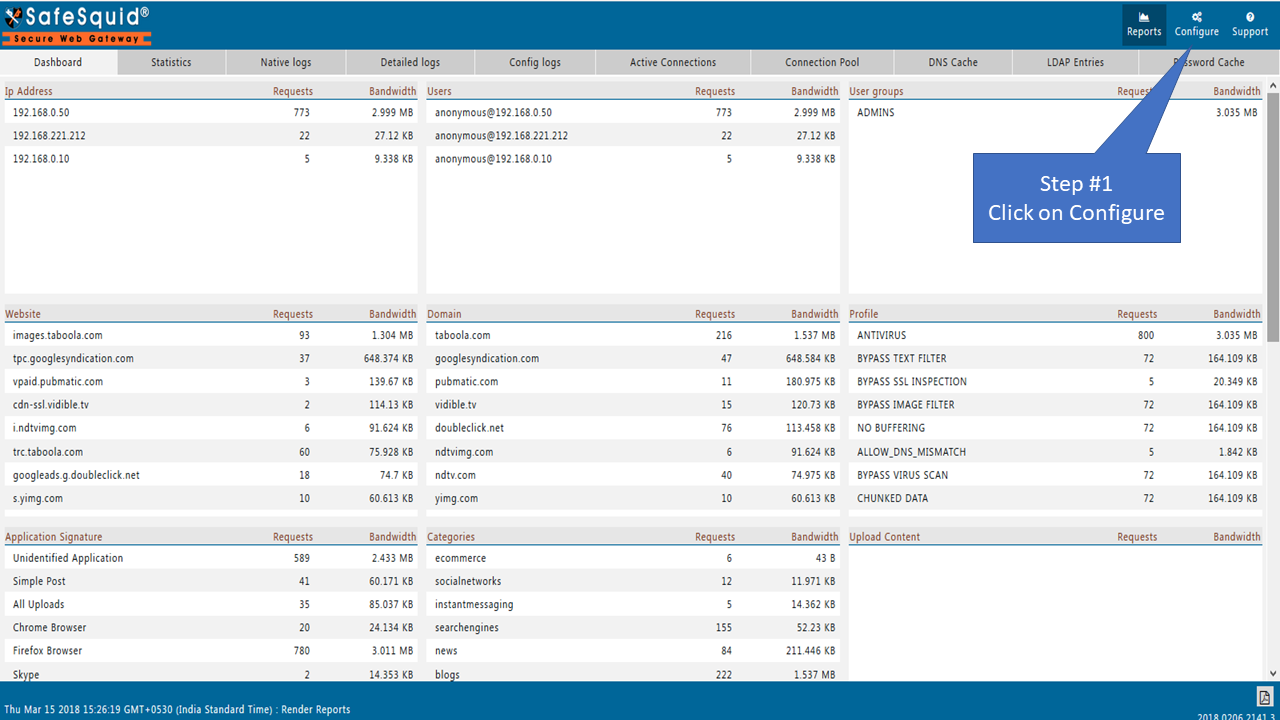 SafeSquid®
Secure Web Gateway
Reports Configure Support
Dashboard Statistics Native logs Detailed logs Config logs Active Connections Connection Pool DNS Cache LDAP Entries Cache
Ip Address Requests Bandwidth
192.168.0.50 773 2.999 MB
192.168.221.212 22 27.12 KB
192.168.0.10 5 9.338 KB
Users Requests Bandwidth
anonymous@192.168.0.50 773 2.999 MB
anonymous@192.168.221.212 22 27.12 KB
anonymous@192.168.0.10 5 9.338 KB
User groups Bandwidth
ADMINS 3.035 MB
Step #1
Click on Configure
Website Requests Bandwidth
images.taboola.com 93 1.304 MB
tpc.googlesyndication.com 37 648.374 KB
vpaid.pubmatic.com 3 139.67 KB
cdn-ssl.vidible.tv 2 114.13 KB
i.ndtvimg.com 6 91.624 KB
trc.taboola.com 60 75.928 KB
googleads.g.doubleclick.net 18 74.7 KB
s.yimg.com 10 60.613 KB
Domain Requests Bandwidth
taboola.com 216 1.537 MB
googlesyndication.com 47 648.584 KB
pubmatic.com 11 180.975 KB
vidible.tv 15 120.73 KB
doubleclick.net 76 113.458 KB
ndtvimg.com 6 91.624 KB
ndtv.com 40 74.975 KB
yimg.com 10 60.613 KB
Profile Requests Bandwidth
ANTIVIRUS 800 3.035 MB
BYPASS TEXT FILTER 72 164.109 KB
BYPASS SSL INSPECTION 5 20.349 KB
BYPASS IMAGE FILTER 72 164.109 KB
NO BUFFERING 72 164.109 KB
ALLOW_DNS_MISMATCH 5 1.842 KB
BYPASS VIRUS SCAN 72 164.109 KB
CHUNKED DATA 72 164.109 KB
Application Signature Requests Bandwidth
Unidentified Application 589 2.433 MB
Simple Post 41 60.171 KB
All Uploads 35 85.037 KB
Chrome Browser 20 24.134 KB
Firefox Browser 780 3.011 MB
Skype 2 14.353 KB
Categories Requests Bandwidth
ecommerce 6 43 B
socialnetworks 12 11.971 KB
instantmessaging 5 14.362 KB
searchengines 155 52.23 KB
news 84 211.446 KB
blogs 222 1.537 MB
Upload Content Requests Bandwidth
Thu Mar 15 2018 15:26:19 GMT+0530 (India Standard Time) : Render Reports
2018.0206.2141.3